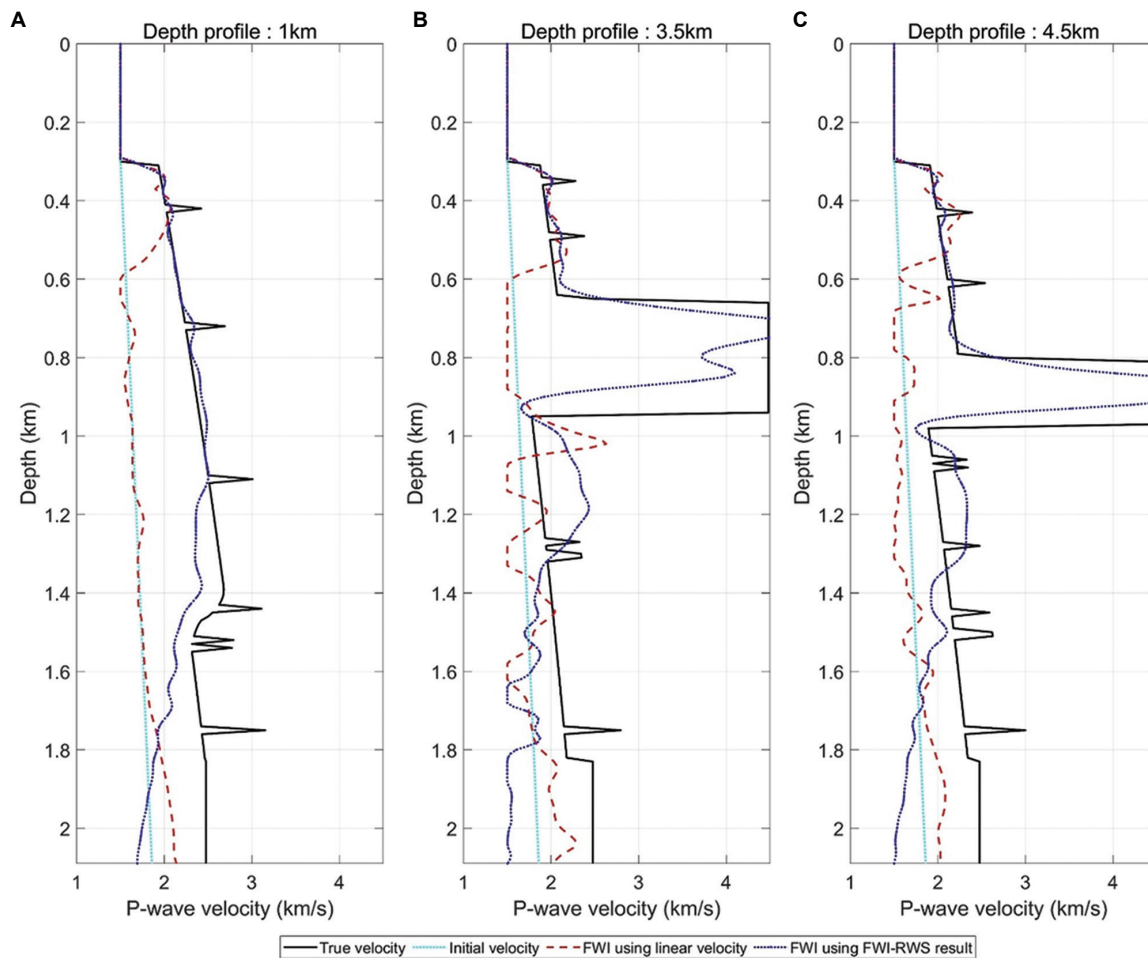 A
Depth profile : 1km
0
0.2
0.4
0.6
0.8
1
1.2
1.4
1.6
1.8
2
Depth (km)
1 2 3 4
P-wave velocity (km/s)
B
Depth profile : 3.5km
0
0.2
0.4
0.6
0.8
1
1.2
1.4
1.6
1.8
2
Depth (km)
1 2 3 4
P-wave velocity (km/s)
C
Depth profile : 4.5km
0
0.2
0.4
0.6
0.8
1
1.2
1.4
1.6
1.8
2
Depth (km)
1 2 3 4
P-wave velocity (km/s)
True velocity Initial velocity FWI using linear velocity FWI using FWI-RWS result